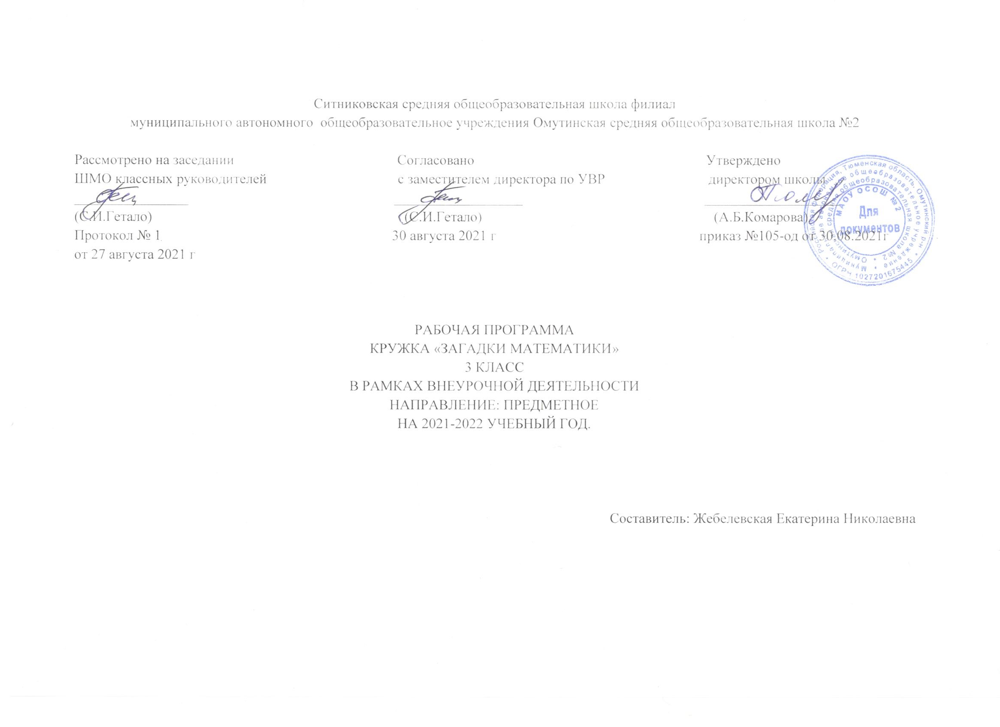 Ситниковская средняя общеобразовательная школа филиал
муниципального автономного общеобразовательное учреждения Омутинская средняя общеобразовательная школа №2
Рассмотрено на заседании
ШМО классных руководителей
(С.И.Гетало)
Протокол № 1
от 27 августа 2021 г
Согласовано
с заместителем директора по УВР
(С.И.Гетало)
30 августа 2021 г
Утверждено
директором школы
(А.Б.Комарова)
приказ №105-од от 30.08.2021г
Российская федерация, Тюменская область, Омутинский р-н
ОГРН 1027201675445
Муниципальное автономное общеобразовательное учреждение
Омутинская средняя общеобразовательная школа №2
МАОУ ОСОШ №2
Для
документов
РАБОЧАЯ ПРОГРАММА
КРУЖКА «ЗАГАДКИ МАТЕМАТИКИ»
3 КЛАСС
В РАМКАХ ВНЕУРОЧНОЙ ДЕЯТЕЛЬНОСТИ
НАПРАВЛЕНИЕ: ПРЕДМЕТНОЕ
НА 2021-2022 УЧЕБНЫЙ ГОД.
Составитель: Жебелевская Екатерина Николаевна